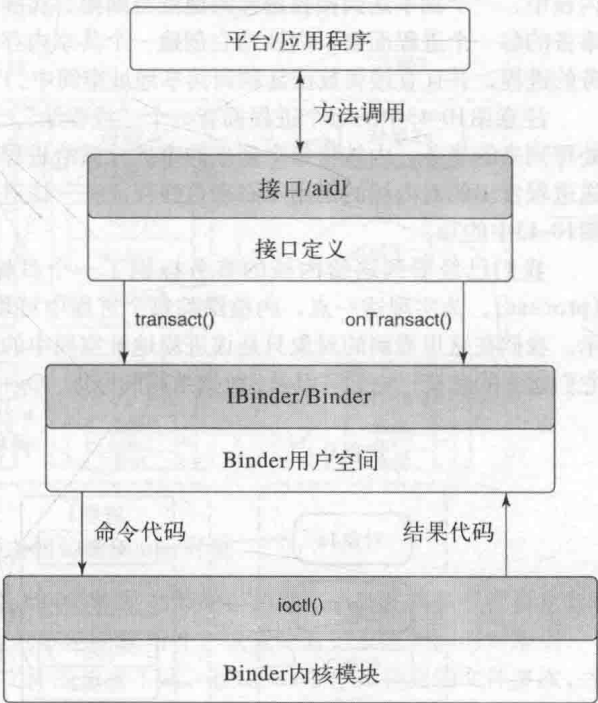 平台/应用程序
方法调用
接口/aidl
接口定义
transact()
onTransact()
IBinder/Binder
Binder用户空间
命令代码
结果代码
ioctl()
Binder内核模块